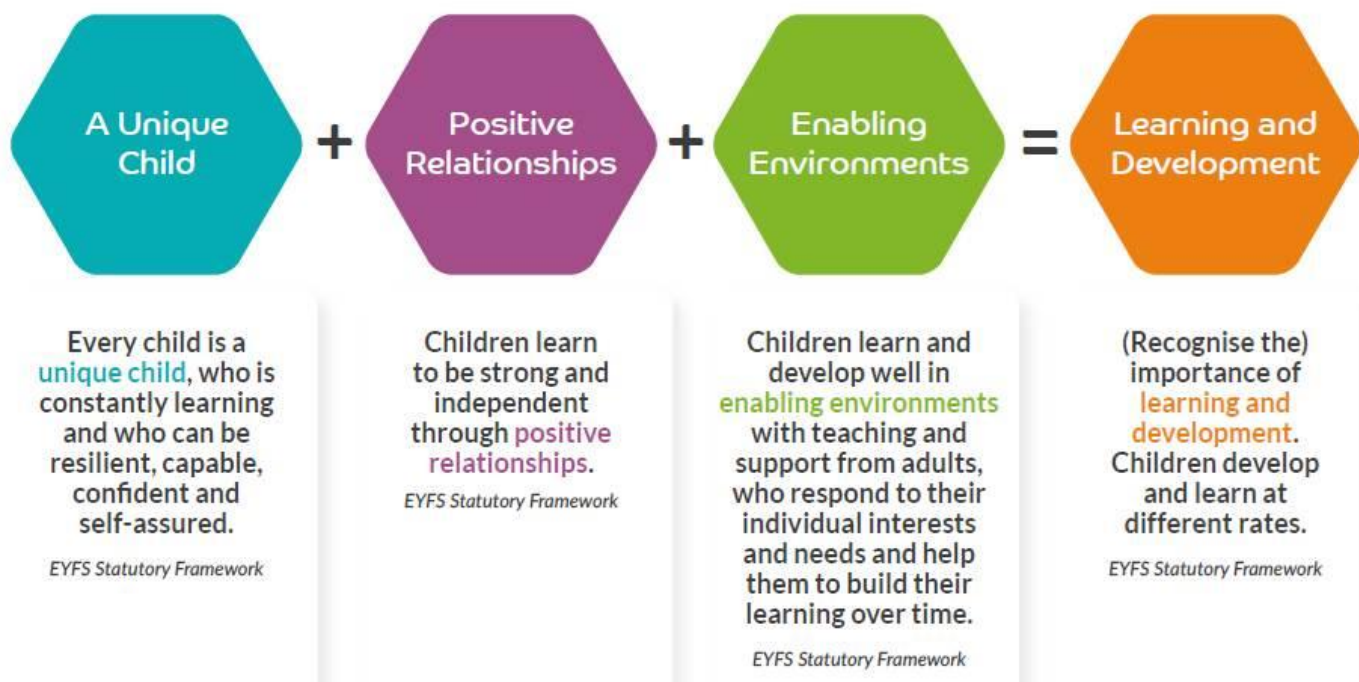 A Unique
Child
+
Positive
Relationships
+
Enabling
Environments
=
Learning and
Development
Every child is a
unique child, who is
constantly learning
and who can be
resilient, capable,
confident and
self-assured.
EYFS Statutory Framework
Children learn
to be strong and
independent
through positive
relationships.
EYFS Statutory Framework
Children learn and
develop well in
enabling environments
with teaching and
support from adults,
who respond to their
individual interests
and needs and help
them to build their
learning over time.
EYFS Statutory Framework
(Recognise the)
importance of
learning and
development.
Children develop
and learn at
different rates.
EYFS Statutory Framework